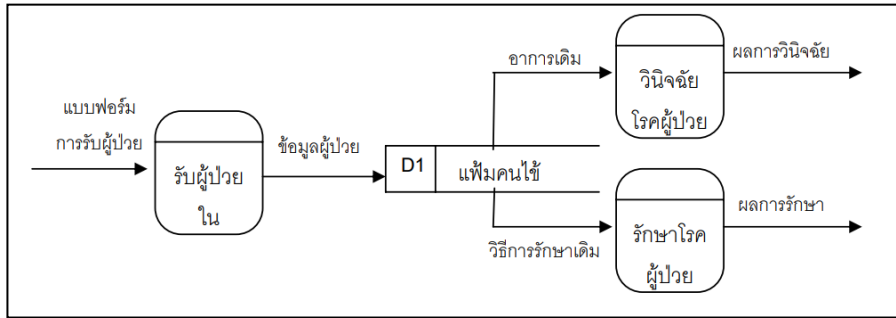 แบบฟอร์ม
การรับผู้ป่วย
รับผู้ป่วย
ใน
ข้อมูลผู้ป่วย
D1
แฟ้มคนไข้
อาการเดิม
วินิจฉัย
โรคผู้ป่วย
ผลการวินิจฉัย
วิธีการรักษาเดิม
รักษาโรค
ผู้ป่วย
ผลการรักษา